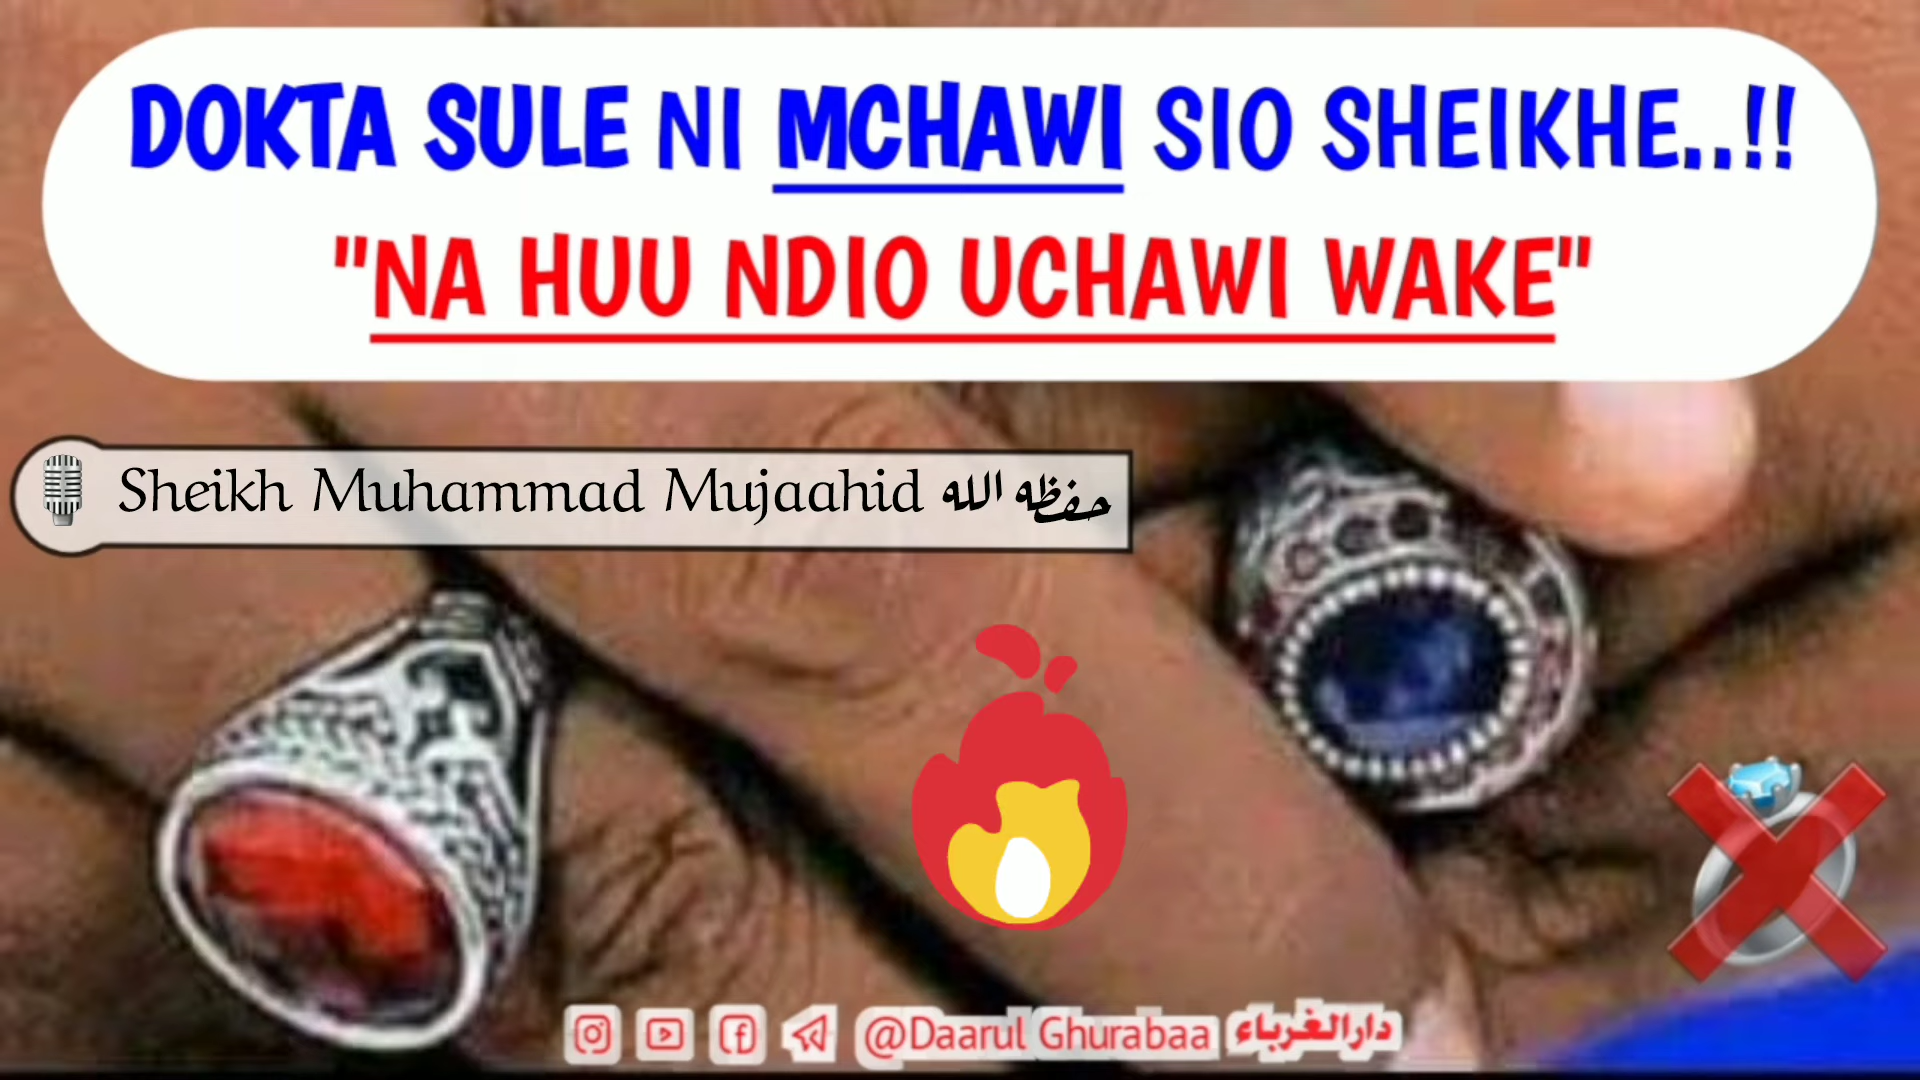 DOKTA SULE NI MCHAWI SIO SHEIKHE..!!
"NA HUU NDIO UCHAWI WAKE"
Sheikh Muhammad Mujaahid حفظه الله
@Daarul Ghurabaa دارالغرباء